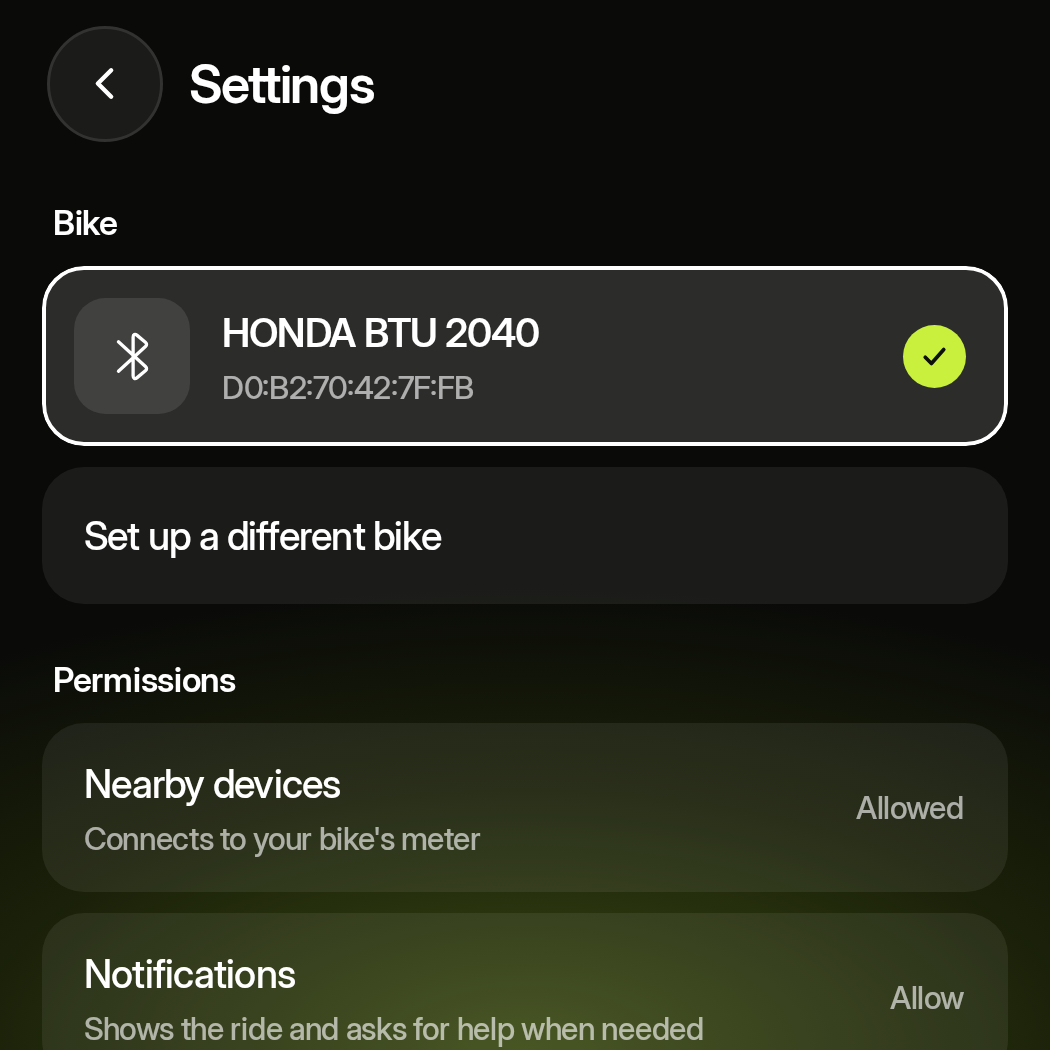 Settings
Bike
HONDA BTU 2040
D0:B2:70:42:7F:FB
Set up a different bike
Permissions
Nearby devices
Connects to your bike's meter
Allowed
Notifications
Shows the ride and asks for help when needed
Allow